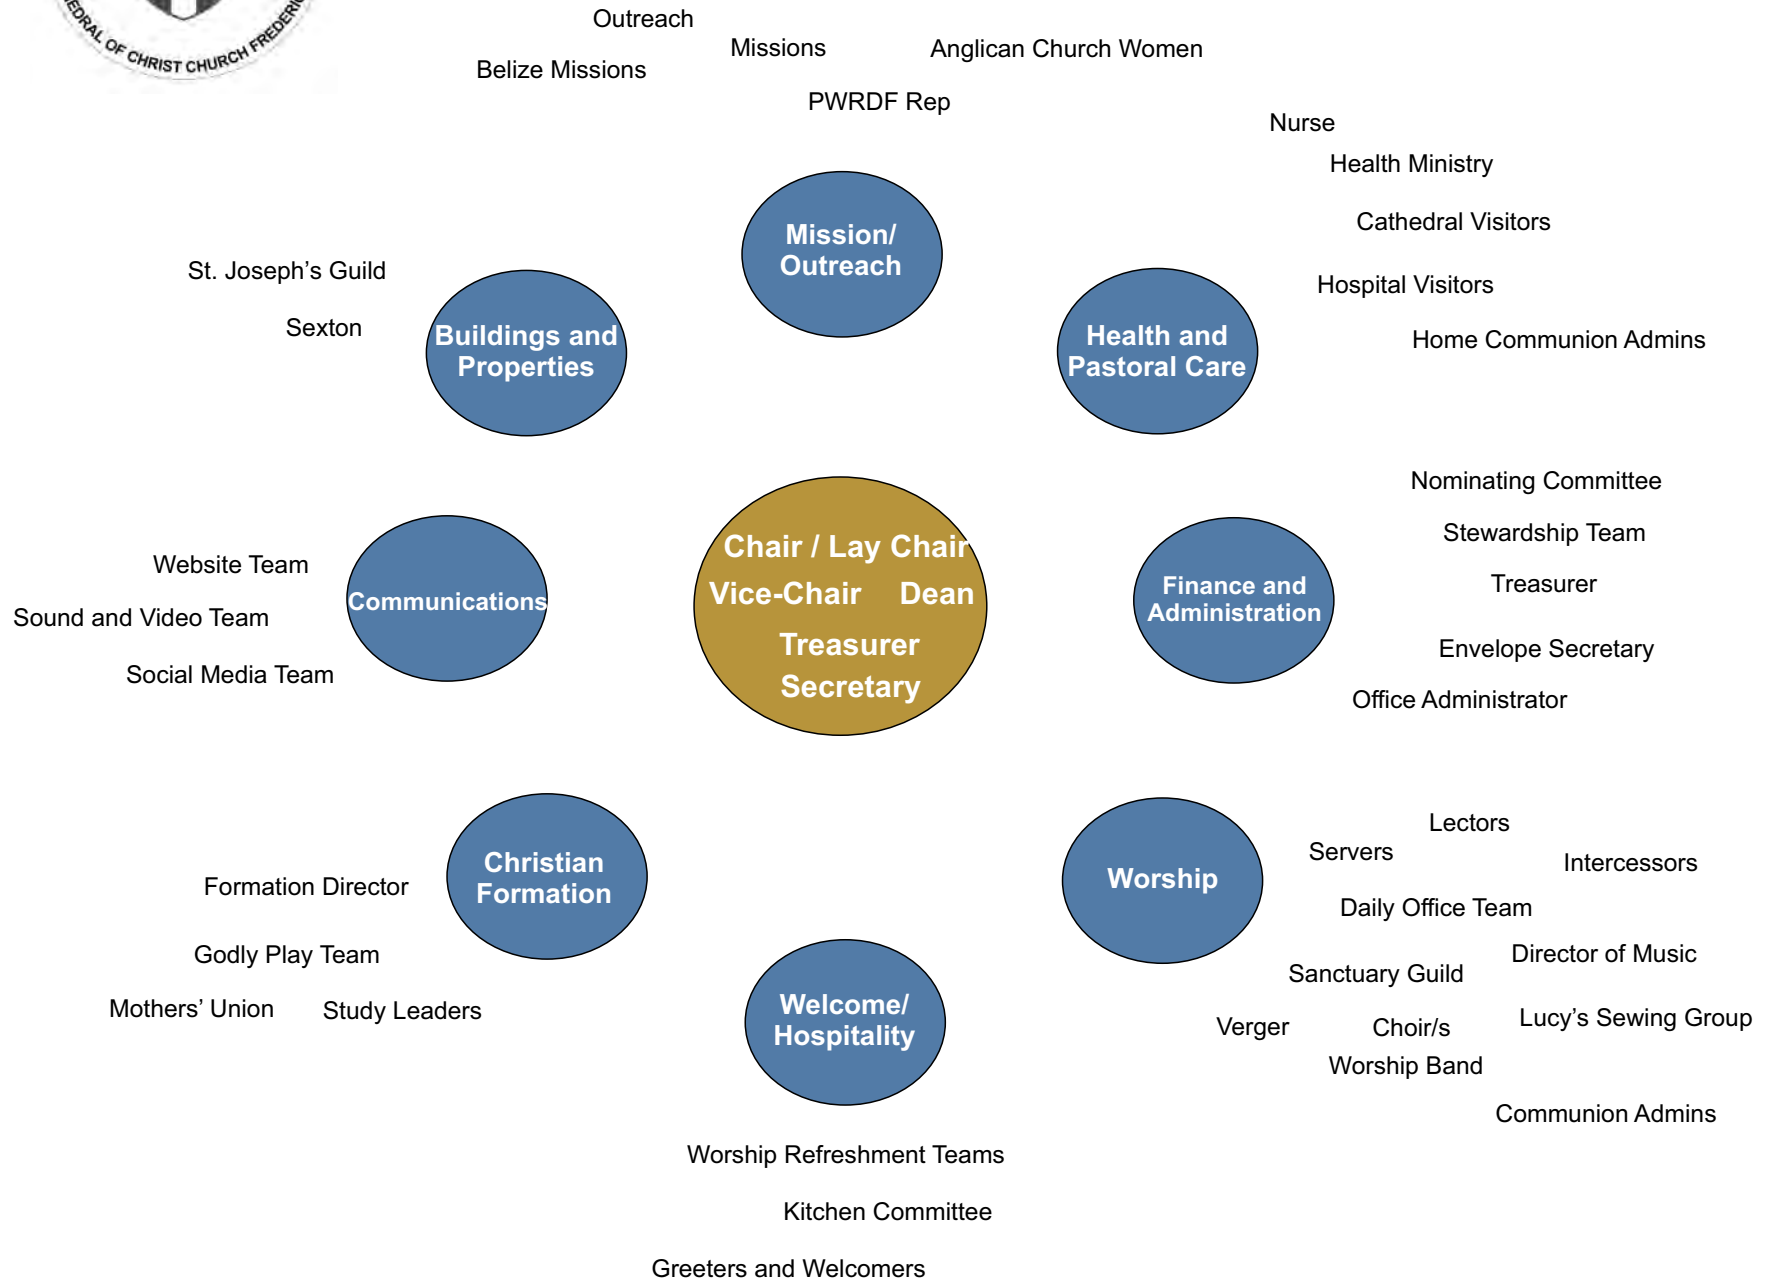 OF CHRIST CHURCH
Outreach
Missions
Anglican Church Women
Belize Missions
PWRDF Rep
Nurse
Health Ministry
Cathedral Visitors
Hospital Visitors
Home Communion Admins
Mission/
Outreach
St. Joseph’s Guild
Sexton
Buildings and
Properties
Health and
Pastoral Care
Nominating Committee
Stewardship Team
Treasurer
Envelope Secretary
Office Administrator
Website Team
Sound and Video Team
Social Media Team
Communications
Chair / Lay Chair
Vice-Chair Dean
Treasurer
Secretary
Finance and
Administration
Christian
Formation
Formation Director
Godly Play Team
Mothers’ Union Study Leaders
Worship
Lectors
Servers
Intercessors
Daily Office Team
Director of Music
Sanctuary Guild
Lucy’s Sewing Group
Verger Choir/s
Worship Band
Communion Admins
Welcome/
Hospitality
Worship Refreshment Teams
Kitchen Committee
Greeters and Welcomers